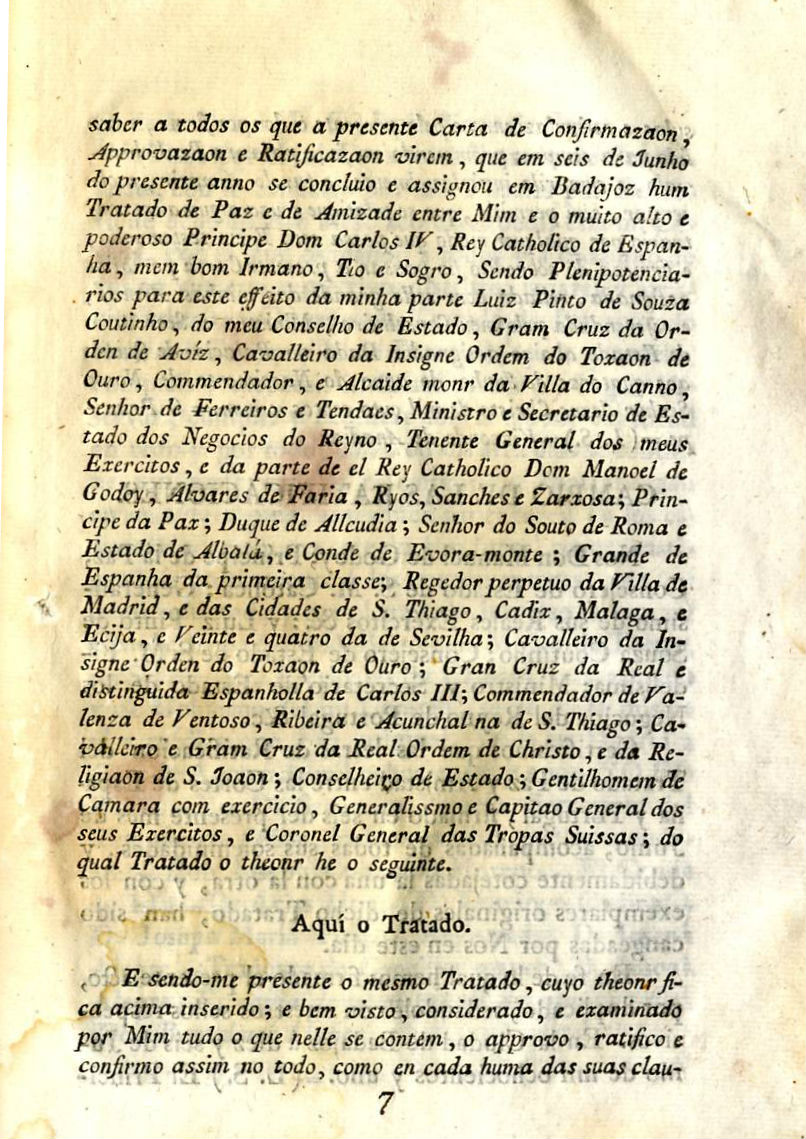 saber a todos os que a presente Carta de Confirmazaon,
Approvazaon e Ratificazaon virem, que em seis de Junho
do presente anno se concluio e assignou em Badajoz hum
Tratado de Paz e de Amizade entre Mim e o muito alto e
poderoso Principe Dom Carlos IV, Rey Catholico de Espan-
ha, mem bom Irmano, Tio e Sogro, Sendo Plenipotencia-
rios para este effeito da minha parte Luiz Pinto de Souza
Coutinho, do meu Conselho de Estado, Gram Cruz da Or-
den de Avíz, Cavalleiro da Insigne Ordem do Toxaon de
Ouro, Commendador, e Alcaide monr da Villa do Canno,
Senhor de Ferreiros e Tendaes, Ministro e Secretario de Es-
tado dos Negocios do Reyno, Tenente General dos meus
Exercitos, e da parte de el Rey Catholico Dom Manoel de
Godoy, Alvares de Faria, Ryos, Sanches e Zarxosa; Prin-
cipe da Pax; Duque de Allcudia; Senhor do Souto de Roma e
Estado de Albalá, e Conde de Evora-monte; Grande de
Espanha da primeira classe; Regedor perpetuo da Villa de
Madrid, e das Cidades de S. Thiago, Cadix, Malaga, e
Ecija, e Veinte e quatro da de Sevilha; Cavalleiro da In-
signe Orden do Toxaon de Ouro; Gran Cruz da Real e
distinguida Espanholla de Carlos III; Commendador de Va-
lenza de Ventoso, Ribeira e Acunchal na de S. Thiago; Ca-
valleiro e Gram Cruz da Real Ordem de Christo, e da Re-
ligiaon de S. Joaon; Conselheiro de Estado; Gentilhomem de
Camara com exercicio, Generalissmo e Capitao General dos
seus Exercitos, e Coronel General das Tropas Suissas; do
qual Tratado o theonr he o seguinte.
Aquí o Tratado.
E sendo-me presente o mesmo Tratado, cuyo theonr fi-
ca acima inserido; e bem visto, considerado, e examinado
por Mim tudo o que nelle se contem, o approvo, ratifico e
confirmo assim no todo, como en cada huma das suas clau-
7